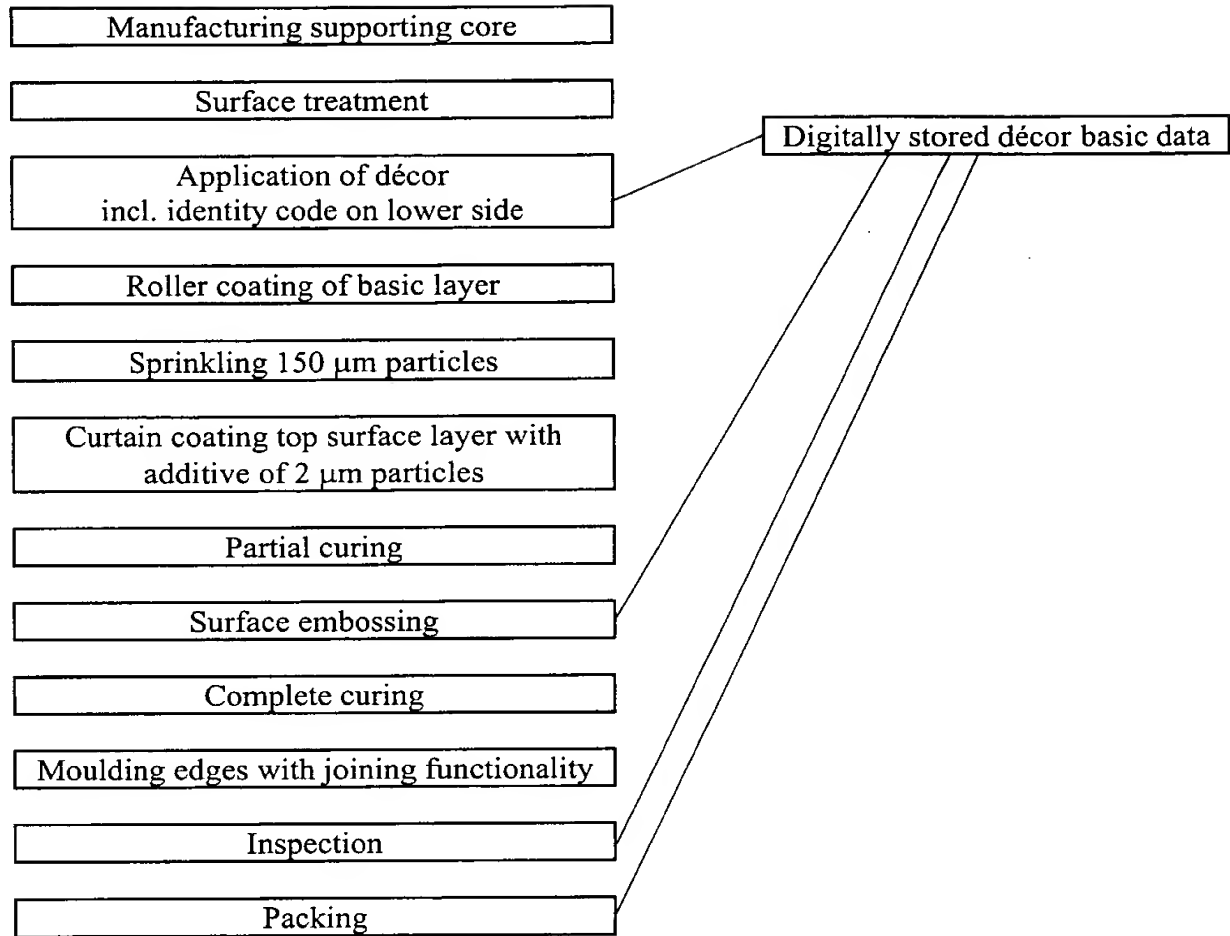 Manufacturing supporting core
Surface treatment
Digitally stored décor basic data
Application of décor
incl. identity code on lower side
Roller coating of basic layer
Sprinkling 150 µm particles
Curtain coating top surface layer with
additive of 2 µm particles
Partial curing
Surface embossing
Complete curing
Moulding edges with joining functionality
Inspection
Packing